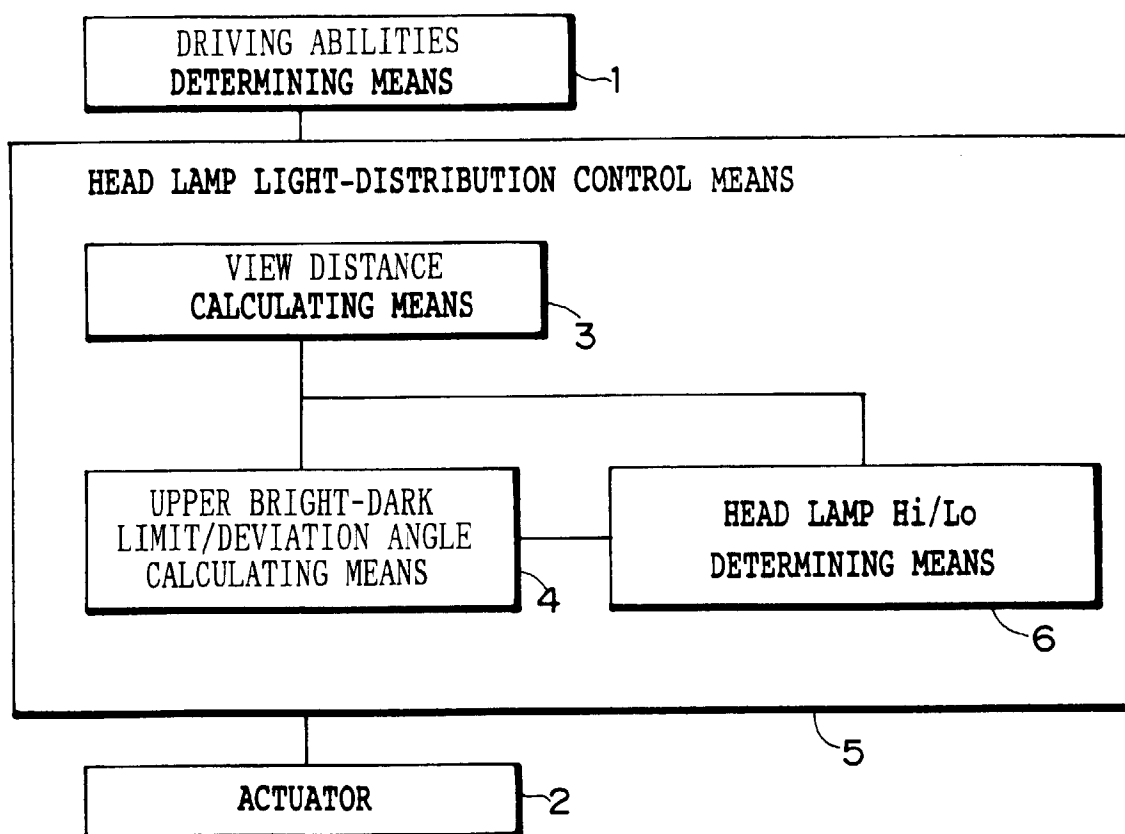 DRIVING ABILITIES
DETERMINING MEANS
1
HEAD LAMP LIGHT-DISTRIBUTION CONTROL MEANS
VIEW DISTANCE
CALCULATING MEANS
3
UPPER BRIGHT-DARK
LIMIT/DEVIATION ANGLE
CALCULATING MEANS
4
HEAD LAMP Hi/Lo
DETERMINING MEANS
6
5
ACTUATOR
2